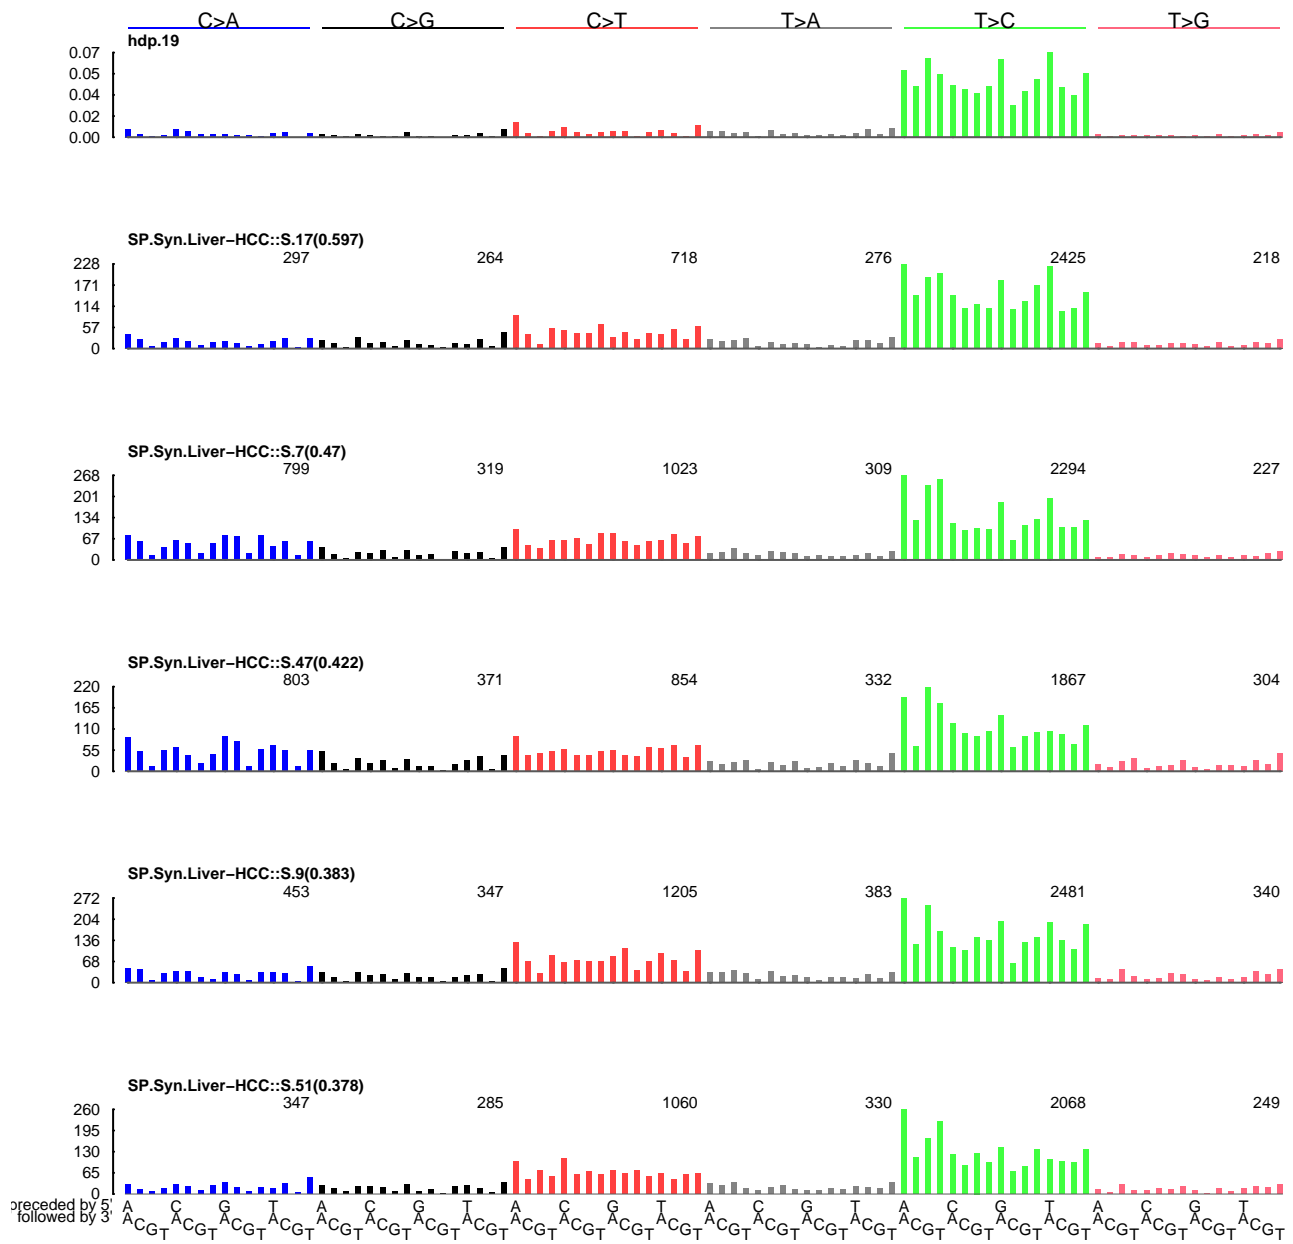 C>A C>G C>T T>A T>C T>G
hdp.19
0.07
0.05
0.04
0.02
0.00
SP.Syn.Liver−HCC::S.17(0.597)
297 264 718 276 2425 218
228
171
114
57
0
SP.Syn.Liver−HCC::S.7(0.47)
799 319 1023 309 2294 227
268
201
134
67
0
SP.Syn.Liver−HCC::S.47(0.422)
803 371 854 332 1867 304
220
165
110
55
0
SP.Syn.Liver−HCC::S.9(0.383)
453 347 1205 383 2481 340
272
204
136
68
0
SP.Syn.Liver−HCC::S.51(0.378)
347 285 1060 330 2068 249
260
195
130
65
0
preceded by 5' A C G T A C G T A C G T A C G T A C G T A C G T
followed by 3' A C G T A C G T A C G T A C G T A C G T A C G T A C G T A C G T A C G T A C G T A C G T A C G T A C G T A C G T A C G T A C G T A C G T A C G T A C G T A C G T A C G T A C G T A C G T A C G T